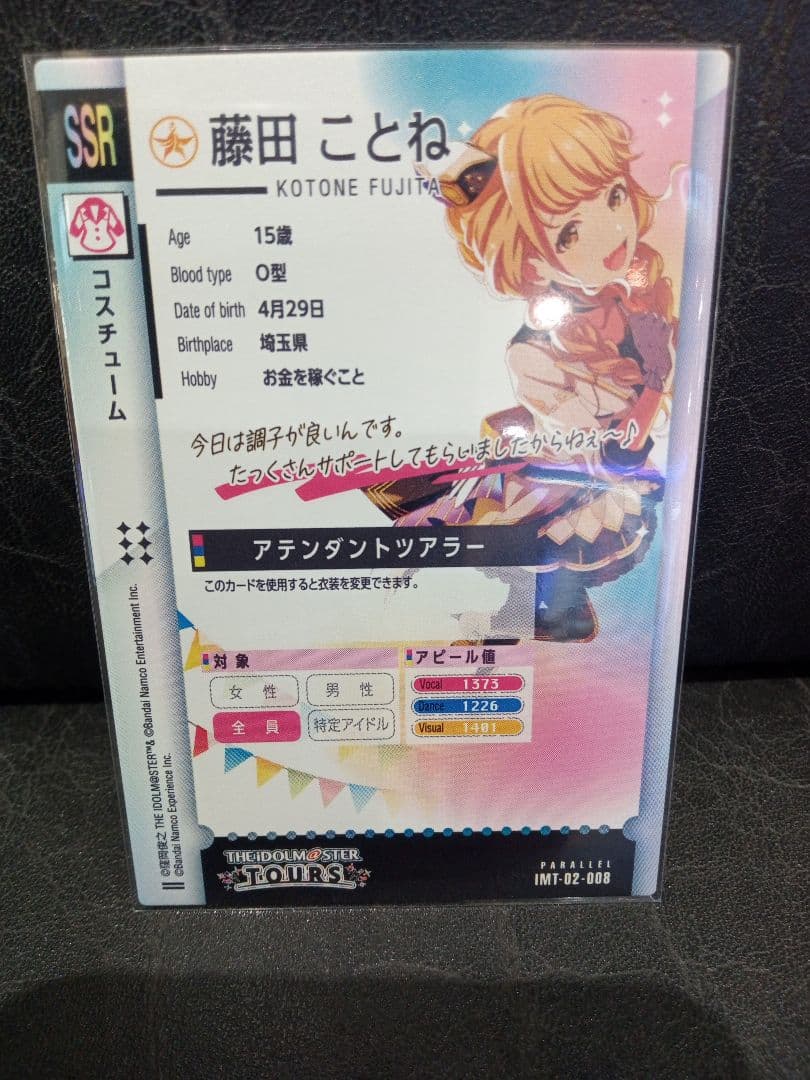 SSR
コスチューム
藤田 ことね
KOTONE FUJITA
Age 15歳
Blood type O型
Date of birth 4月29日
Birthplace 埼玉県
Hobby お金を稼ぐこと
今日は調子が良いんです。
たっくさんサポートしてもらいましたからねぇ〜♪
アテンダントツアラー
このカードを使用すると衣装を変更できます。
対象
女性 男性
全員 特定アイドル
アピール値
Vocal 1373
Dance 1226
Visual 1401
©窪岡俊之 THE IDOLM@STER™& ©Bandai Namco Entertainment Inc.
©Bandai Namco Experience Inc.
THE IDOLM@STER
TOURS
PARALLEL
IMT-02-008